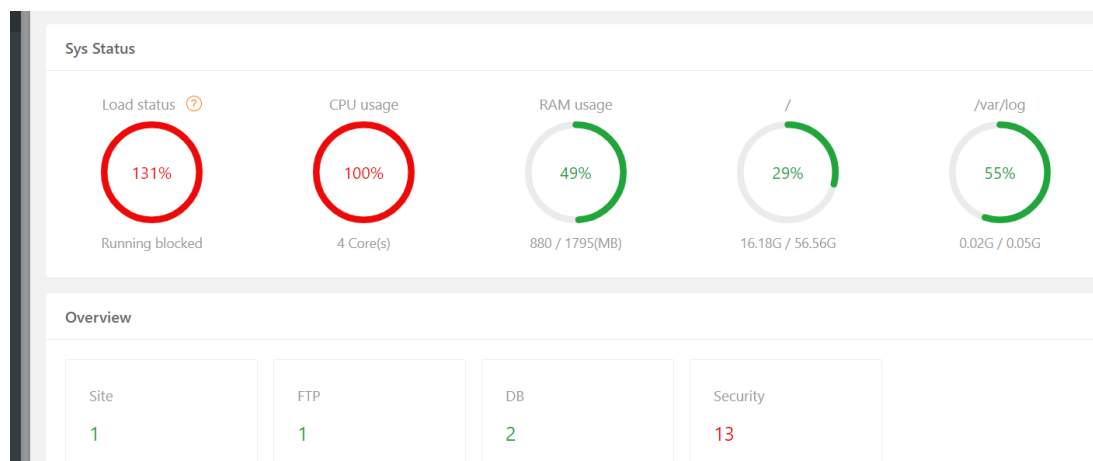 Sys Status
Load status ? CPU usage RAM usage / /var/log
131% 100% 49% 29% 55%
Running blocked 4 Core(s) 880 / 1795(MB) 16.18G / 56.56G 0.02G / 0.05G
Overview
Site FTP DB Security
1 1 2 13